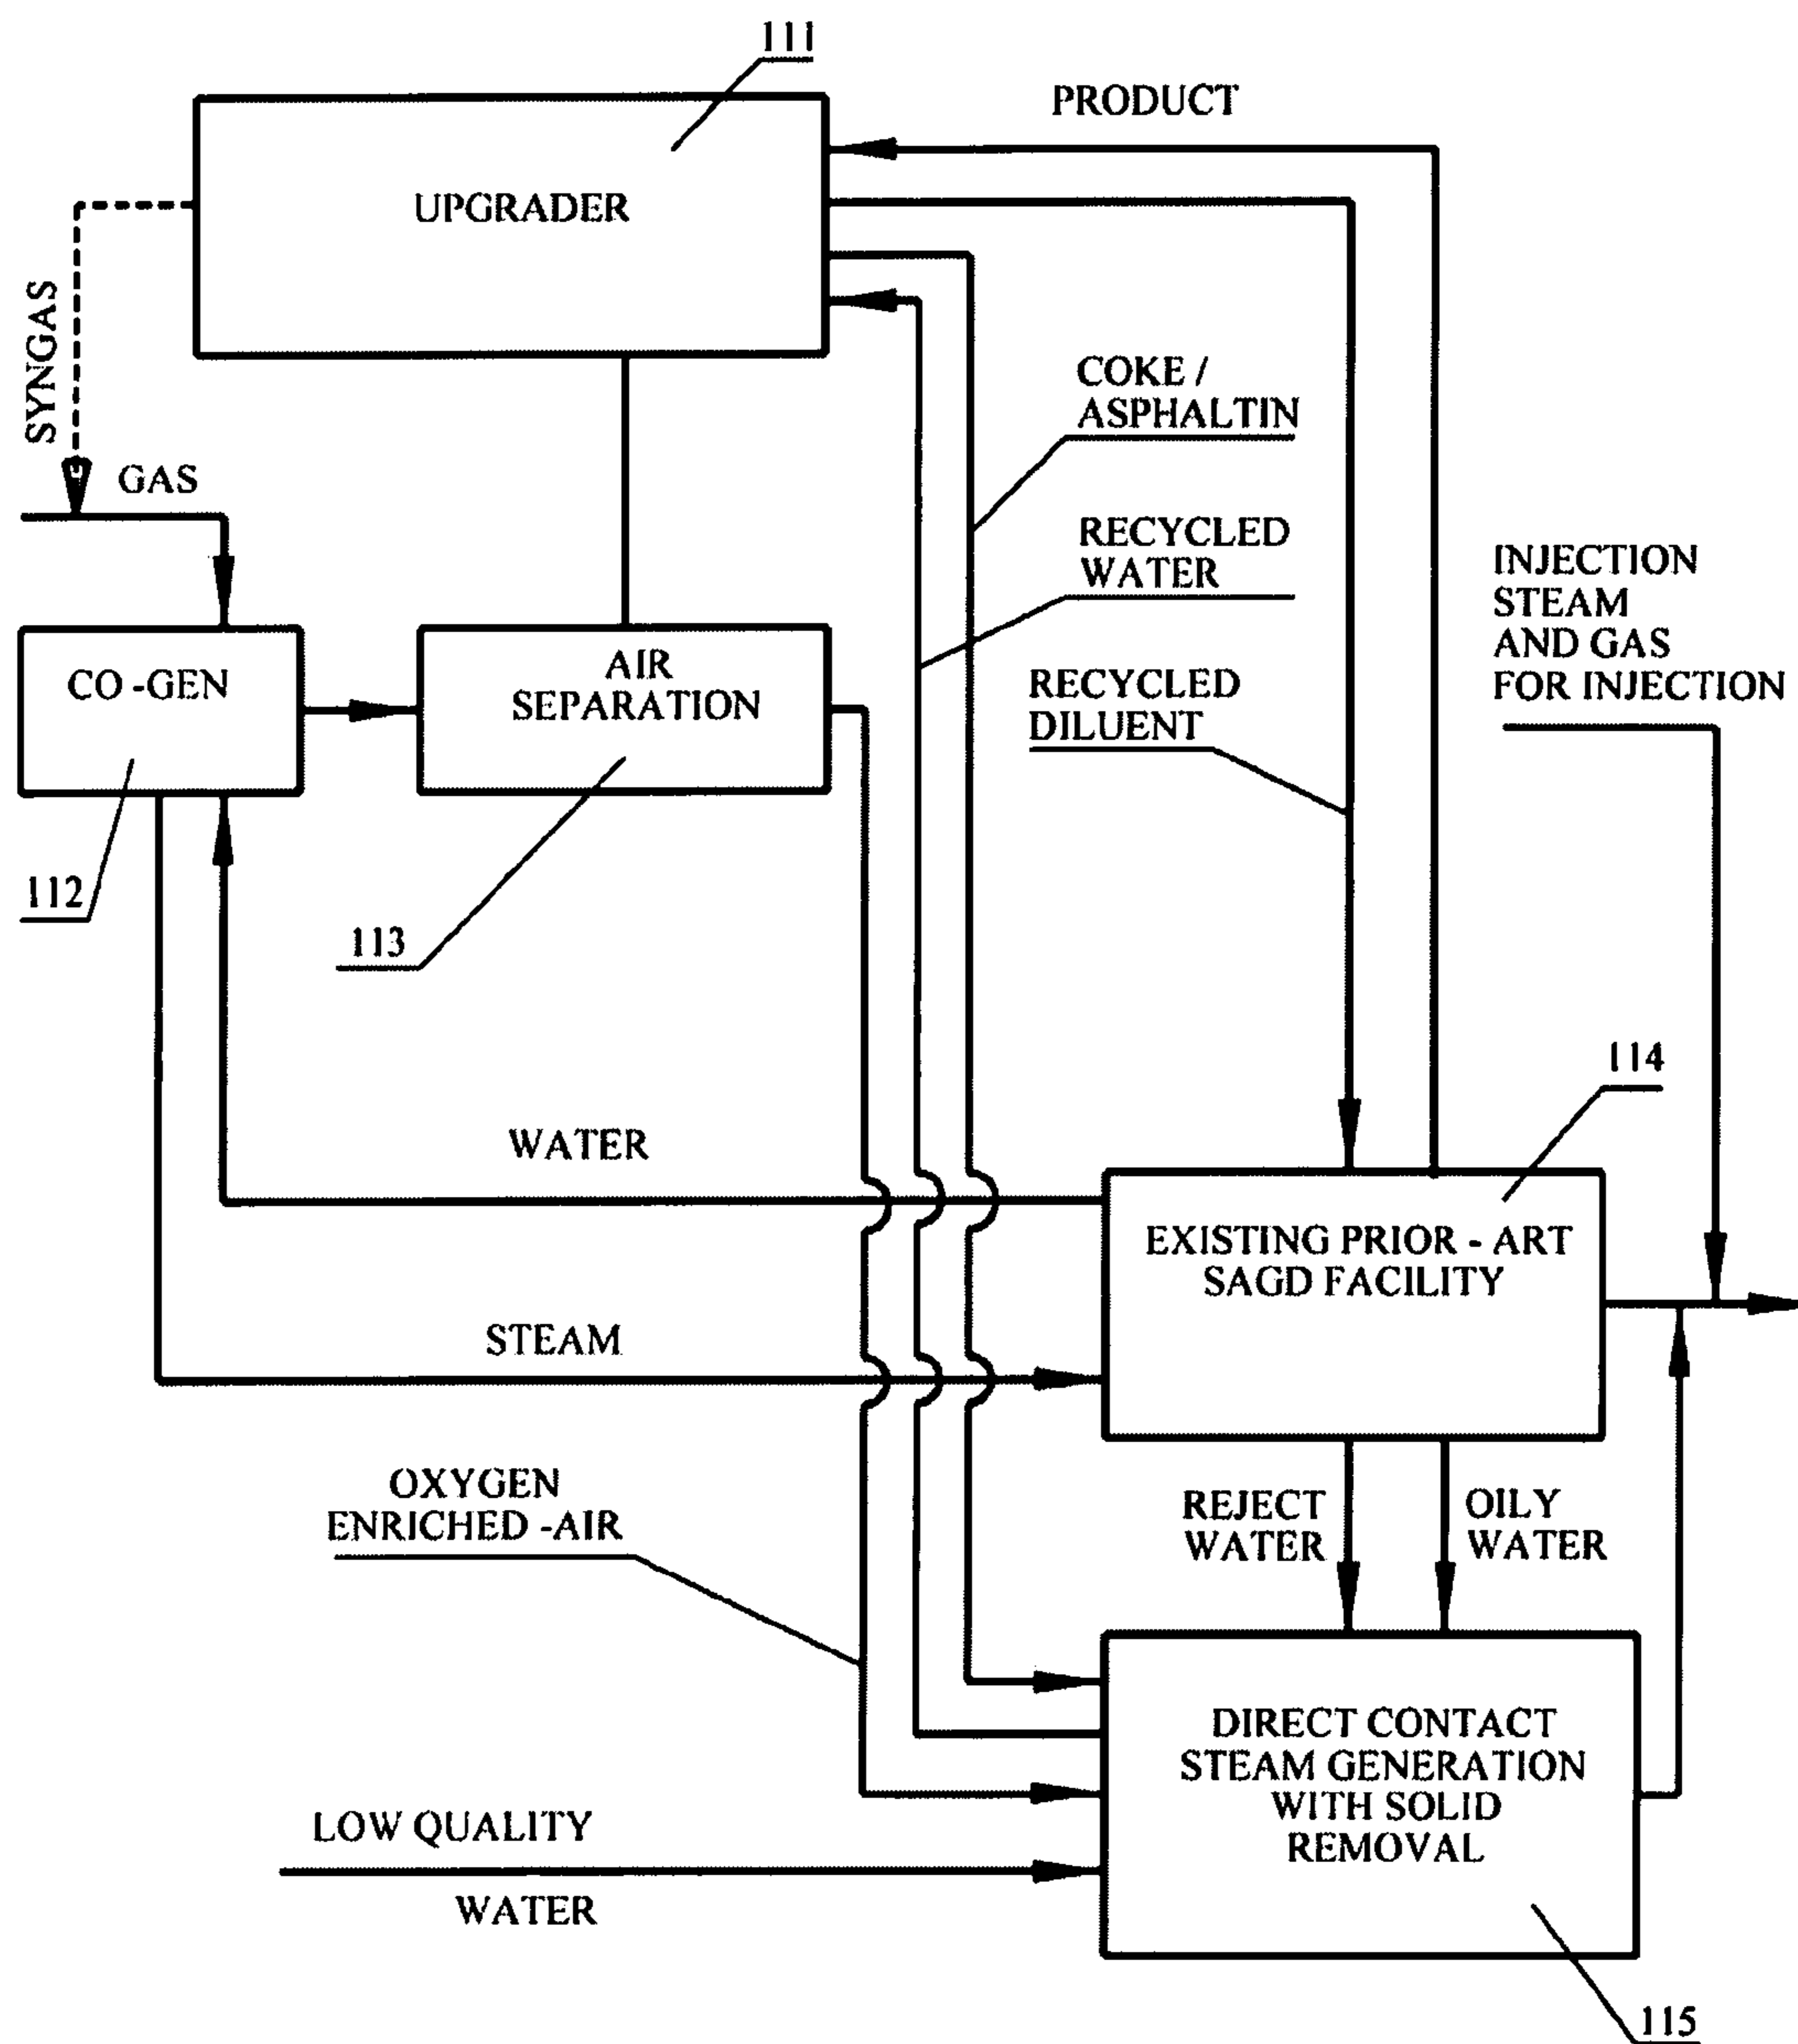 111
PRODUCT
UPGRADER
SYNGAS
COKE /
ASPHALTIN
GAS
RECYCLED
WATER
INJECTION
STEAM
AND GAS
FOR INJECTION
CO -GEN
AIR
SEPARATION
RECYCLED
DILUENT
112
113
114
WATER
EXISTING PRIOR - ART
SAGD FACILITY
STEAM
OXYGEN
ENRICHED -AIR
REJECT
WATER
OILY
WATER
DIRECT CONTACT
STEAM GENERATION
WITH SOLID
REMOVAL
LOW QUALITY
WATER
115